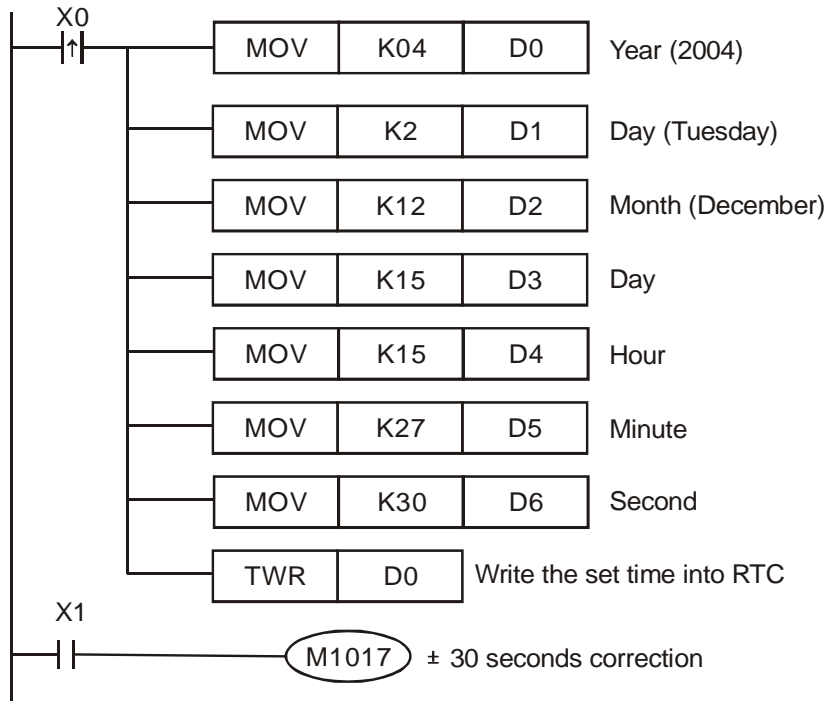 X0
MOV K04 D0 Year (2004)
MOV K2 D1 Day (Tuesday)
MOV K12 D2 Month (December)
MOV K15 D3 Day
MOV K15 D4 Hour
MOV K27 D5 Minute
MOV K30 D6 Second
TWR D0 Write the set time into RTC
X1
M1017 ± 30 seconds correction